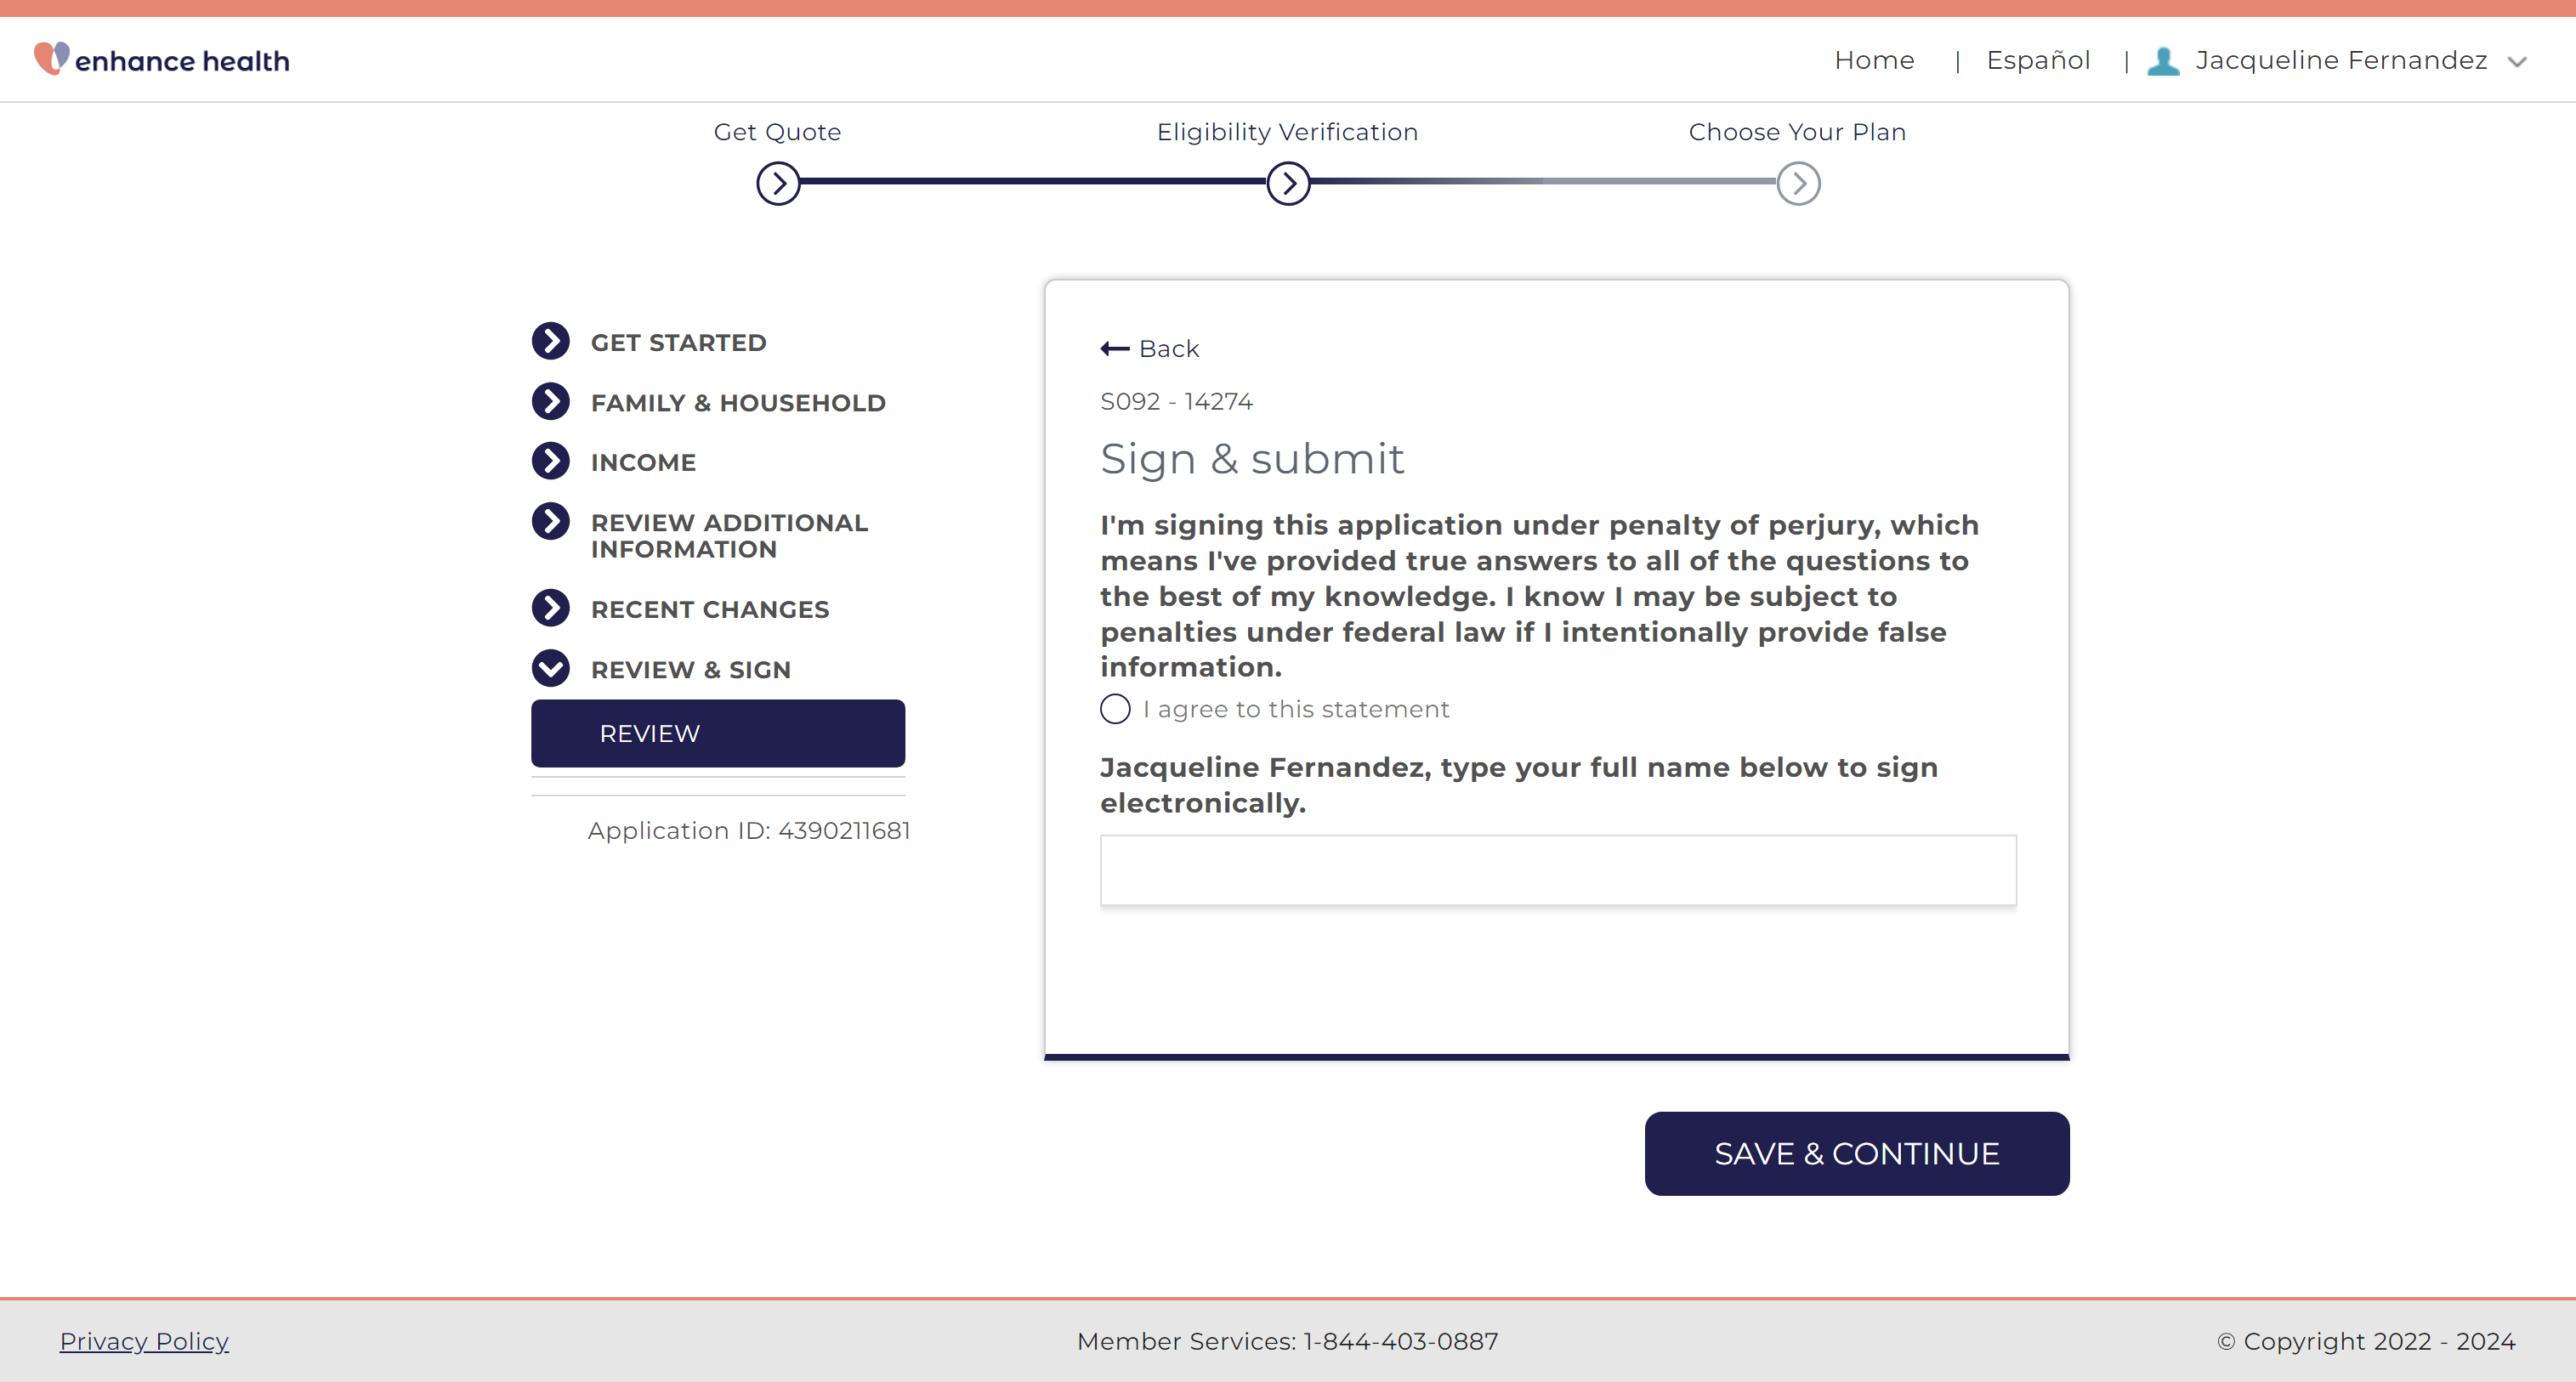 enhance health
Home | Español | Jacqueline Fernandez
Get Quote
Eligibility Verification
Choose Your Plan
GET STARTED
FAMILY & HOUSEHOLD
INCOME
REVIEW ADDITIONAL
INFORMATION
RECENT CHANGES
REVIEW & SIGN
REVIEW
Application ID: 4390211681
Back
S092 - 14274
Sign & submit
I'm signing this application under penalty of perjury, which
means I've provided true answers to all of the questions to
the best of my knowledge. I know I may be subject to
penalties under federal law if I intentionally provide false
information.
I agree to this statement
Jacqueline Fernandez, type your full name below to sign
electronically.
SAVE & CONTINUE
Privacy Policy
Member Services: 1-844-403-0887
© Copyright 2022 - 2024